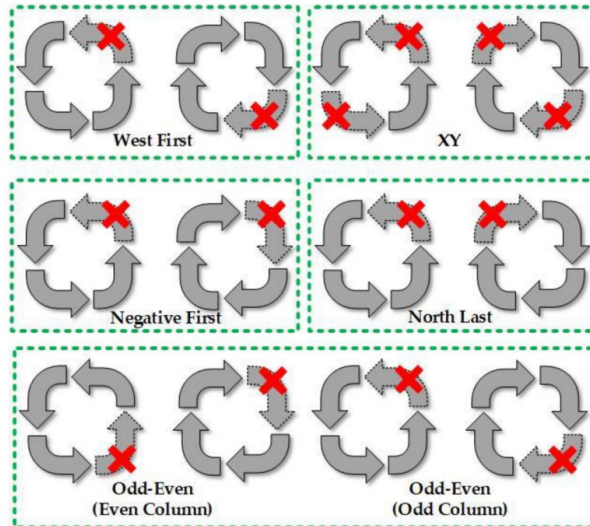 West First
XY
Negative First
North Last
Odd-Even
(Even Column)
Odd-Even
(Odd Column)